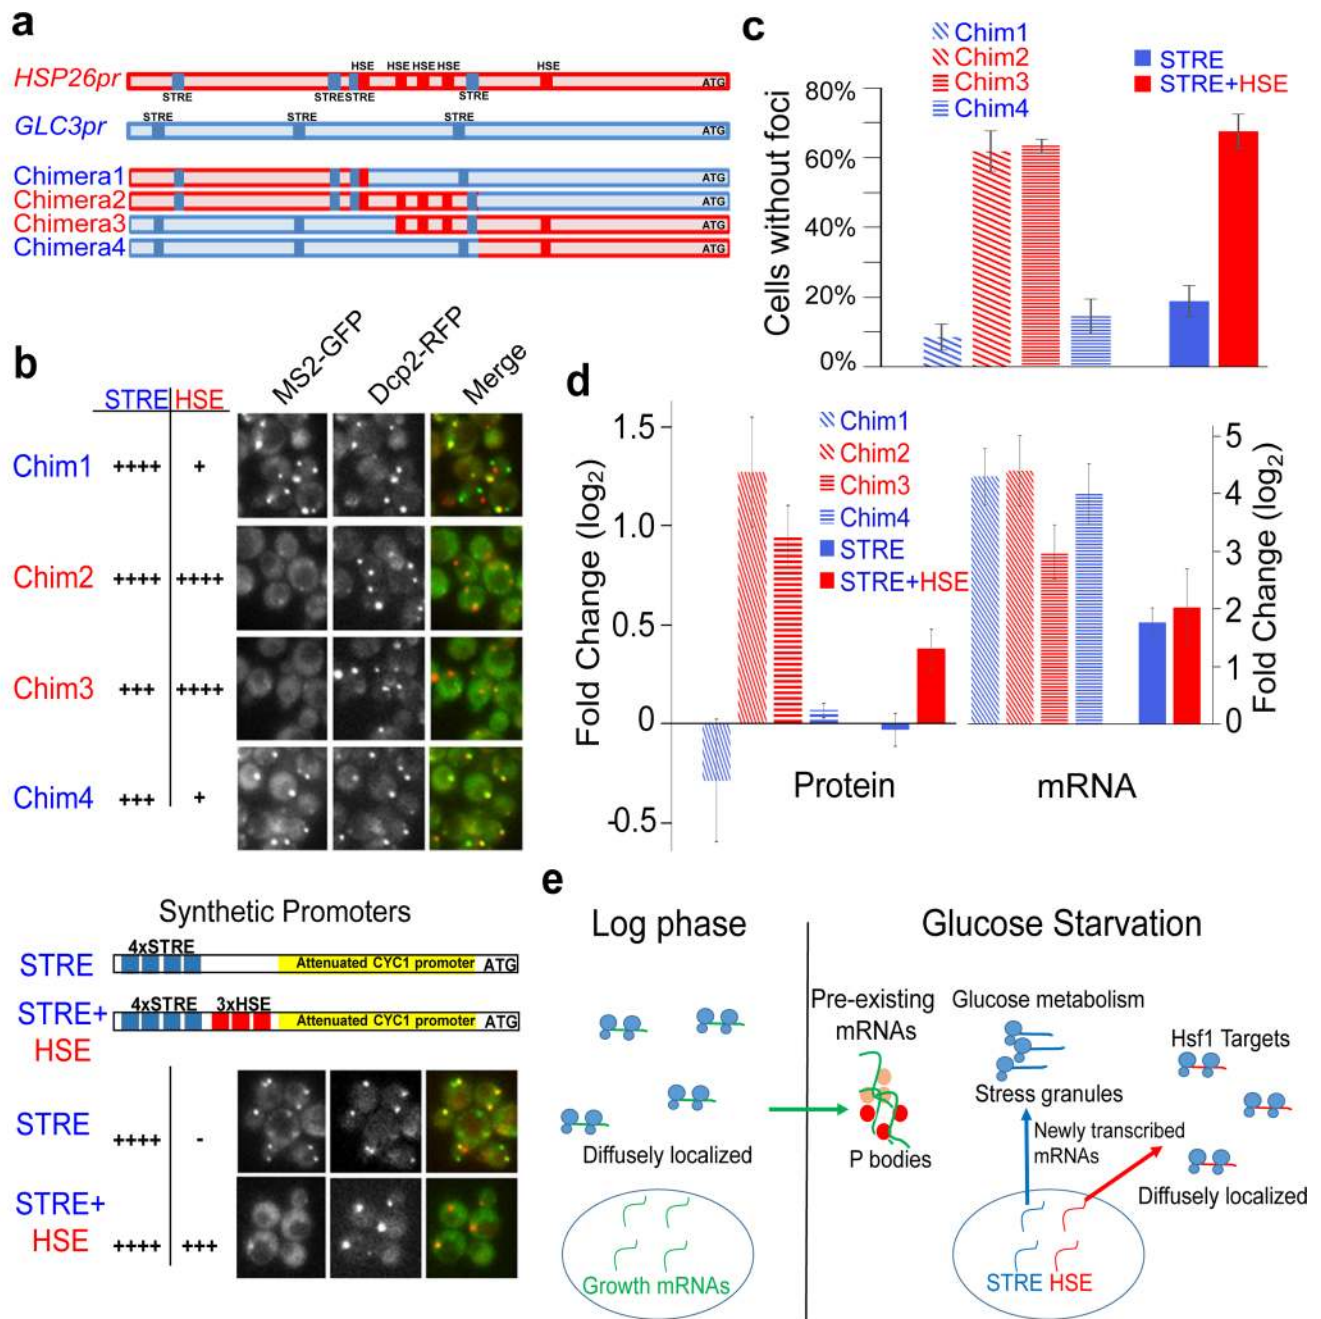 a
HSP26pr
HSE HSE HSE HSE HSE
ATG
STRE STRE STRE STRE
GLC3pr
STRE STRE STRE
ATG
Chimera1 ATG
Chimera2 ATG
Chimera3 ATG
Chimera4 ATG
b
MS2-GFP Dcp2-RFP Merge
STRE HSE
Chim1 ++++ +
Chim2 ++++ ++++
Chim3 +++ ++++
Chim4 +++ +
Synthetic Promoters
4xSTRE
STRE Attenuated CYC1 promoter ATG
4xSTRE 3xHSE
STRE+ Attenuated CYC1 promoter ATG
HSE
STRE ++++ -
STRE+
HSE ++++ +++
c
Chim1
Chim2
Chim3
Chim4
STRE
STRE+HSE
Cells without foci
80%
60%
40%
20%
0%
d
Fold Change (log2)
1.5
1.0
0.5
0
-0.5
Chim1
Chim2
Chim3
Chim4
STRE
STRE+HSE
Protein
mRNA
5
4
3
2
1
0
Fold Change (log2)
e
Log phase
Diffusely localized
Growth mRNAs
Glucose Starvation
Pre-existing
mRNAs
P bodies
Glucose metabolism
Stress granules
Newly transcribed
mRNAs
Hsf1 Targets
Diffusely localized
STRE HSE